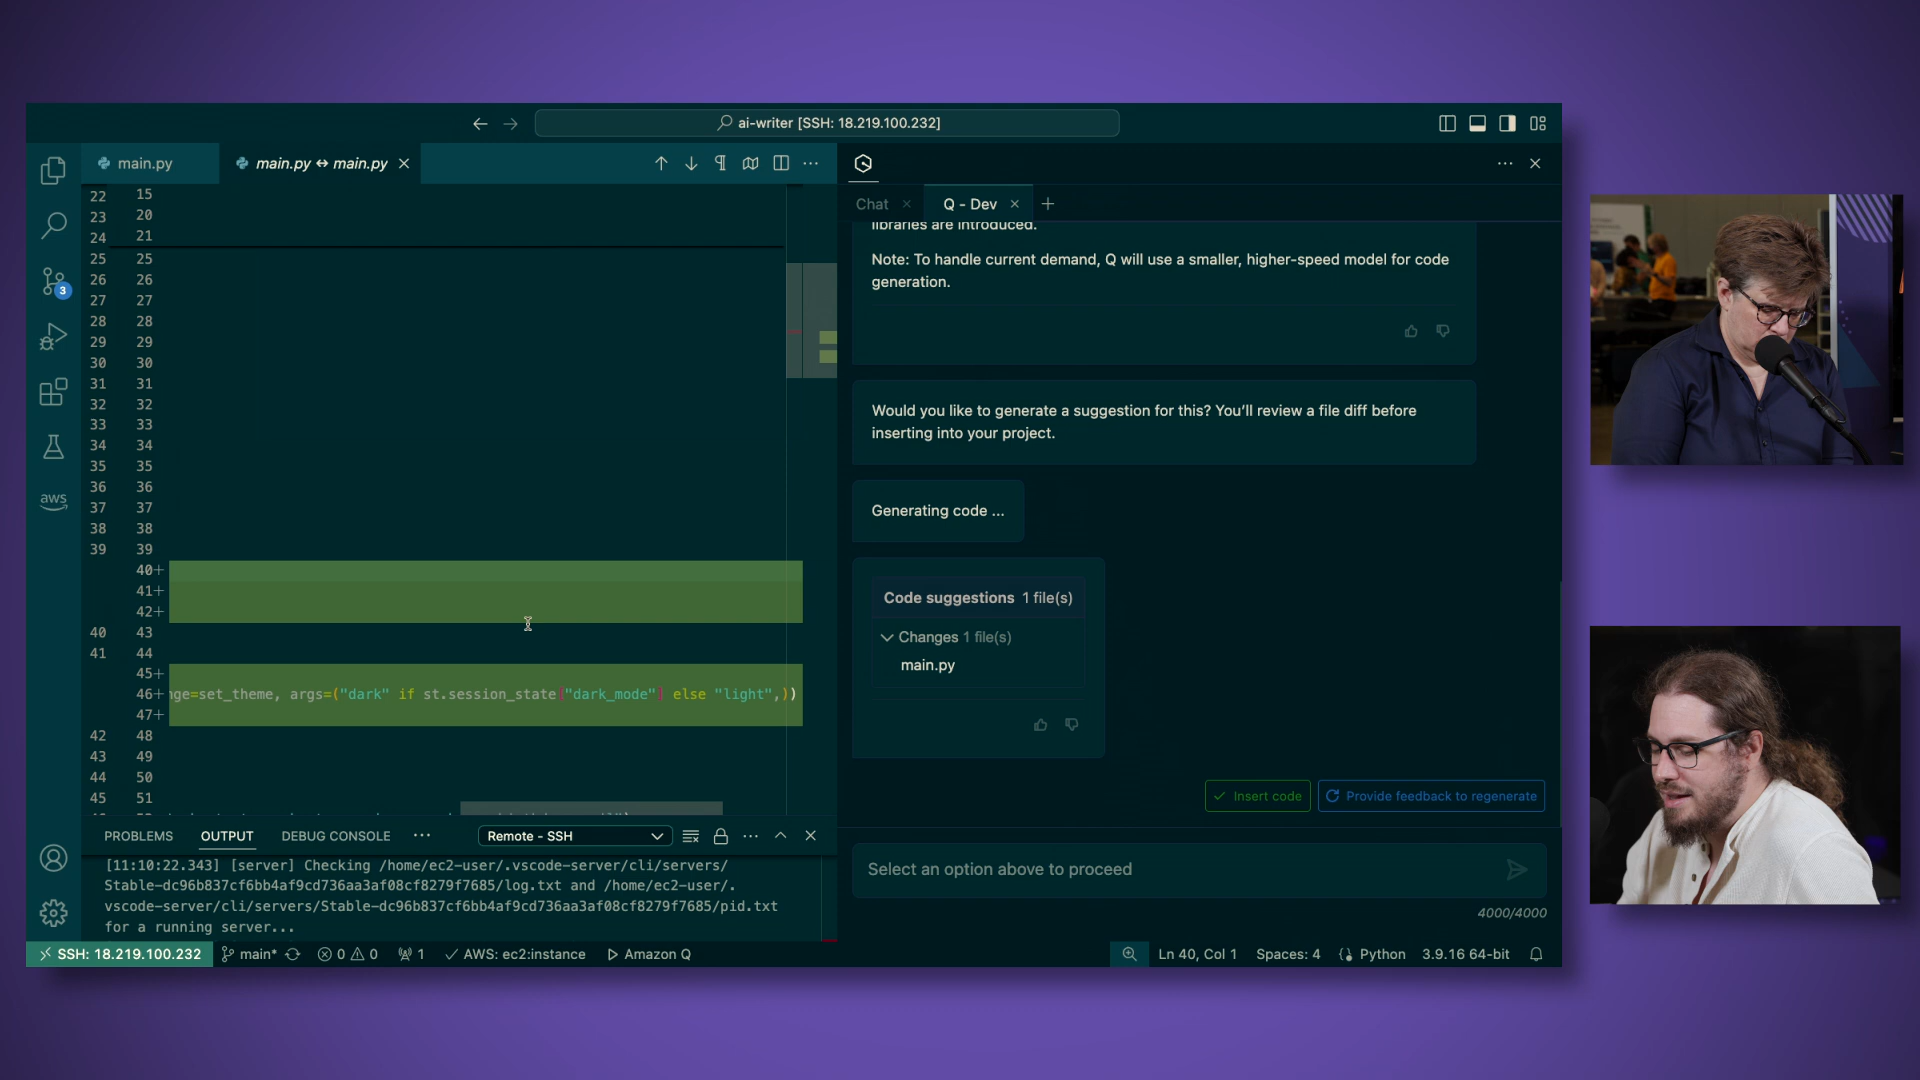 ai-writer [SSH: 18.219.100.232]
main.py
main.py ↔ main.py
22 15
23 20
24 21
25 25
26 26
27 27
28 28
29 29
30 30
31 31
32 32
33 33
34 34
35 35
36 36
37 37
38 38
39 39
40+
41+
42+
40 43
41 44
45+
46+ nge=set_theme, args=("dark" if st.session_state["dark_mode"] else "light",))
47+
42 48
43 49
44 50
45 51
3
aws
PROBLEMS OUTPUT DEBUG CONSOLE ··· Remote - SSH
[11:10:22.343] [server] Checking /home/ec2-user/.vscode-server/cli/servers/
Stable-dc96b837cf6bb4af9cd736aa3af08cf8279f7685/log.txt and /home/ec2-user/.
vscode-server/cli/servers/Stable-dc96b837cf6bb4af9cd736aa3af08cf8279f7685/pid.txt
for a running server...
Chat
Q - Dev
libraries are introduced.
Note: To handle current demand, Q will use a smaller, higher-speed model for code
generation.
Would you like to generate a suggestion for this? You'll review a file diff before
inserting into your project.
Generating code ...
Code suggestions 1 file(s)
Changes 1 file(s)
main.py
Insert code
Provide feedback to regenerate
Select an option above to proceed
4000/4000
SSH: 18.219.100.232 main* 0 0 1 AWS: ec2:instance Amazon Q Ln 40, Col 1 Spaces: 4 Python 3.9.16 64-bit